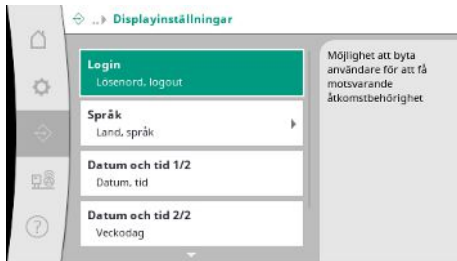 ..▸ Displayinställningar
Login
Lösenord, logout
Språk
Land, språk
Datum och tid 1/2
Datum, tid
Datum och tid 2/2
Veckodag
Möjlighet att byta
användare för att få
motsvarande
åtkomstbehörighet
?